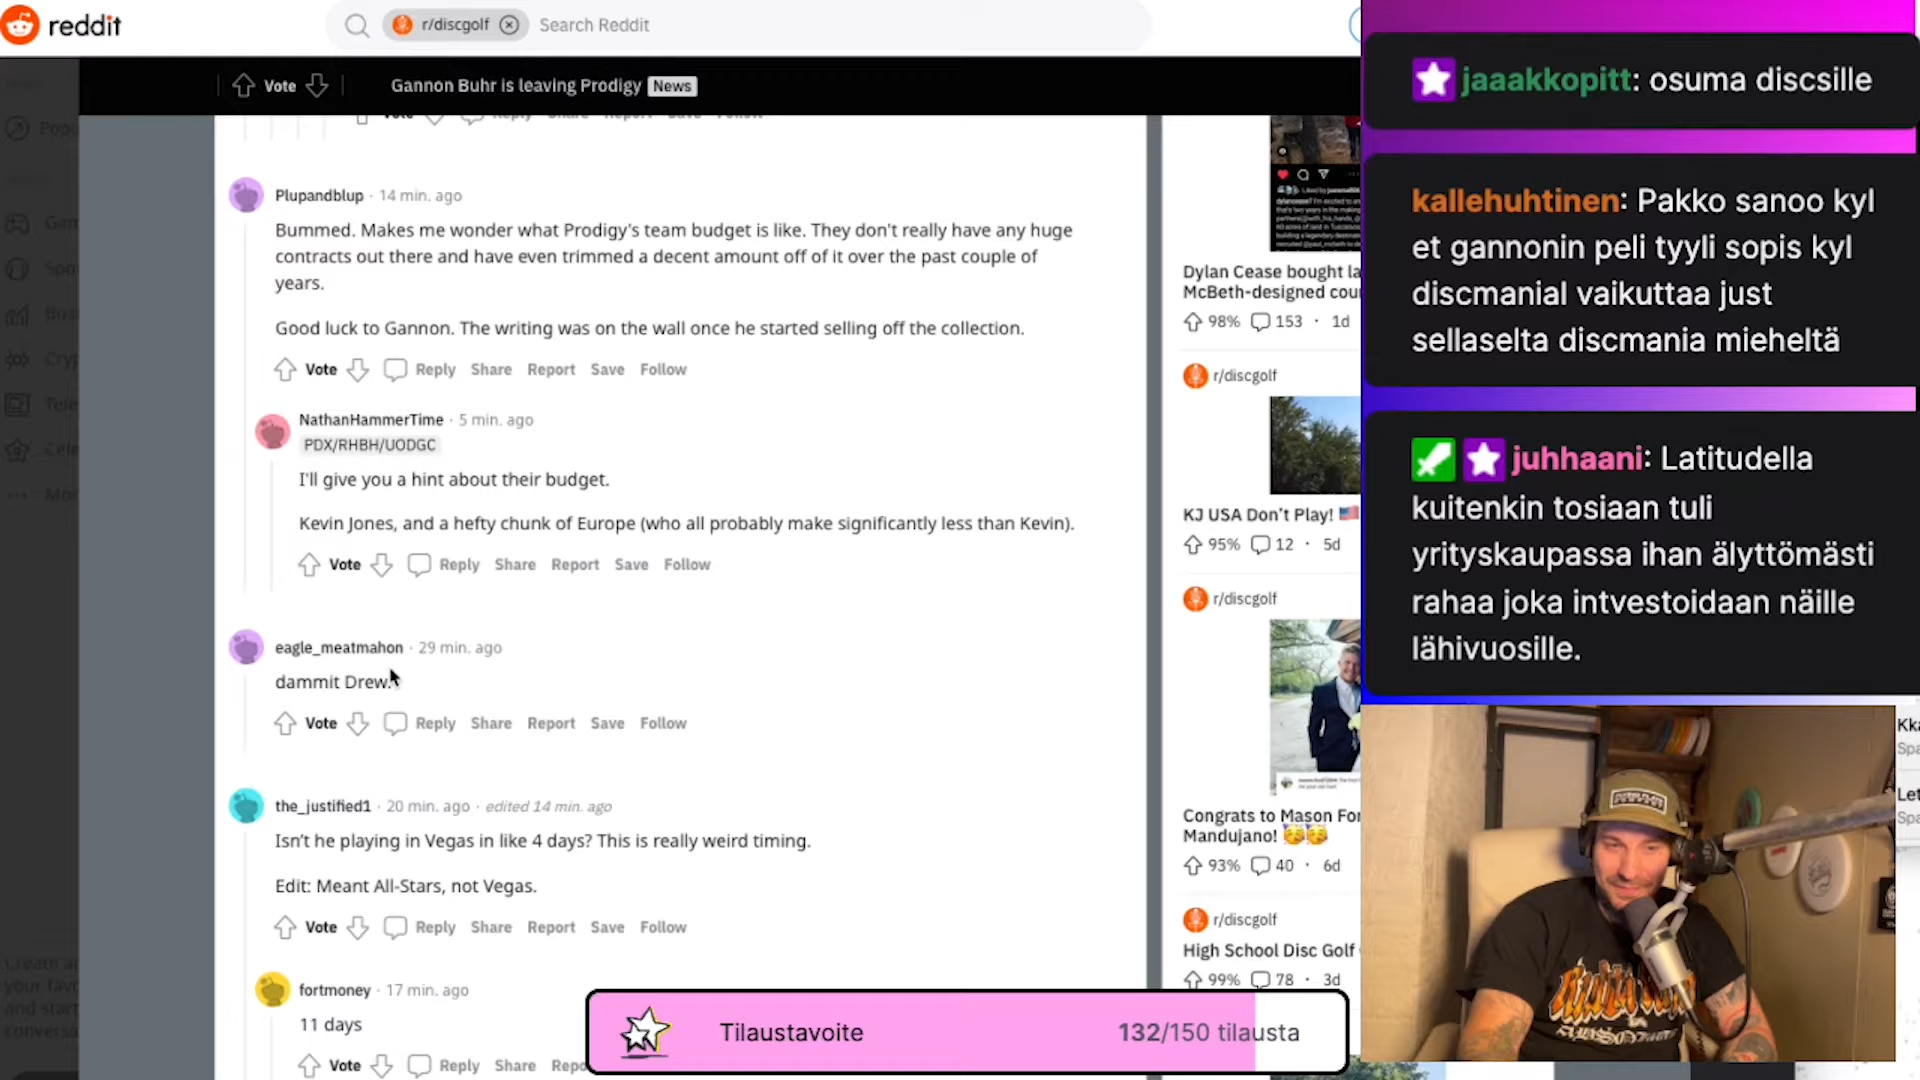 reddit
r/discgolf
Search Reddit
Vote
Gannon Buhr is leaving Prodigy News
Plupandblup · 14 min. ago
Bummed. Makes me wonder what Prodigy's team budget is like. They don't really have any huge
contracts out there and have even trimmed a decent amount off of it over the past couple of
years.
Good luck to Gannon. The writing was on the wall once he started selling off the collection.
Vote Reply Share Report Save Follow
NathanHammerTime · 5 min. ago
PDX/RHBH/UODGC
I'll give you a hint about their budget.
Kevin Jones, and a hefty chunk of Europe (who all probably make significantly less than Kevin).
Vote Reply Share Report Save Follow
eagle_meatmahon · 29 min. ago
dammit Drew.
Vote Reply Share Report Save Follow
the_justified1 · 20 min. ago · edited 14 min. ago
Isn't he playing in Vegas in like 4 days? This is really weird timing.
Edit: Meant All-Stars, not Vegas.
Vote Reply Share Report Save Follow
fortmoney · 17 min. ago
11 days
Vote Reply Share Repo
Dylan Cease bought la
McBeth-designed cou
98% 153 · 1d
r/discgolf
KJ USA Don't Play!
95% 12 · 5d
r/discgolf
Congrats to Mason For
Mandujano!
93% 40 · 6d
r/discgolf
High School Disc Golf
99% 78 · 3d
jaaakkopitt: osuma discsille
kallehuhtinen: Pakko sanoo kyl
et gannonin peli tyyli sopis kyl
discmanial vaikuttaa just
sellaselta discmania mieheltä
juhhaani: Latitudella
kuitenkin tosiaan tuli
yrityskaupassa ihan älyttömästi
rahaa joka intvestoidaan näille
lähivuosille.
Tilaustavoite 132/150 tilausta